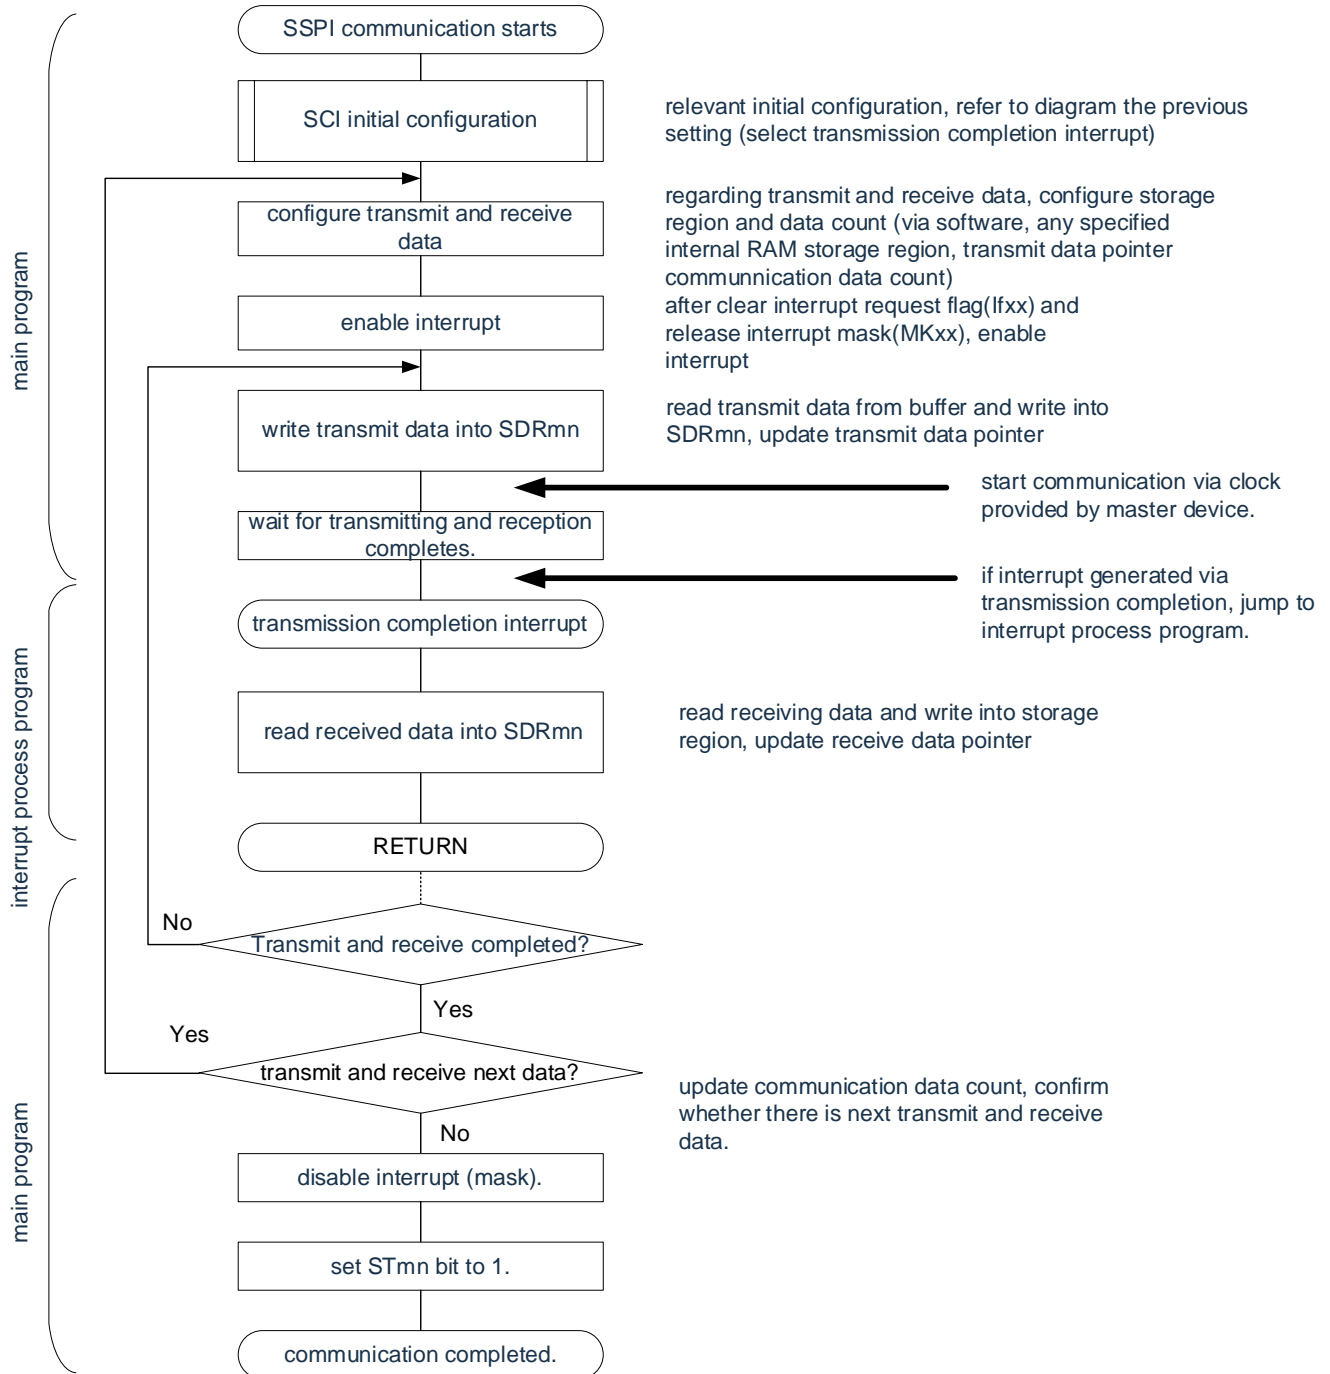 SSPI communication starts
SCI initial configuration
relevant initial configuration, refer to diagram the previous
setting (select transmission completion interrupt)
configure transmit and receive
data
regarding transmit and receive data, configure storage
region and data count (via software, any specified
internal RAM storage region, transmit data pointer
communnication data count)
main program
enable interrupt
after clear interrupt request flag(Ifxx) and
release interrupt mask(MKxx), enable
interrupt
write transmit data into SDRmn
read transmit data from buffer and write into
SDRmn, update transmit data pointer
start communication via clock
provided by master device.
wait for transmitting and reception
completes.
if interrupt generated via
transmission completion, jump to
interrupt process program.
transmission completion interrupt
interrupt process program
read received data into SDRmn
read receiving data and write into storage
region, update receive data pointer
RETURN
No
Transmit and receive completed?
Yes
Yes
transmit and receive next data?
update communication data count, confirm
whether there is next transmit and receive
data.
No
main program
disable interrupt (mask).
set STmn bit to 1.
communication completed.